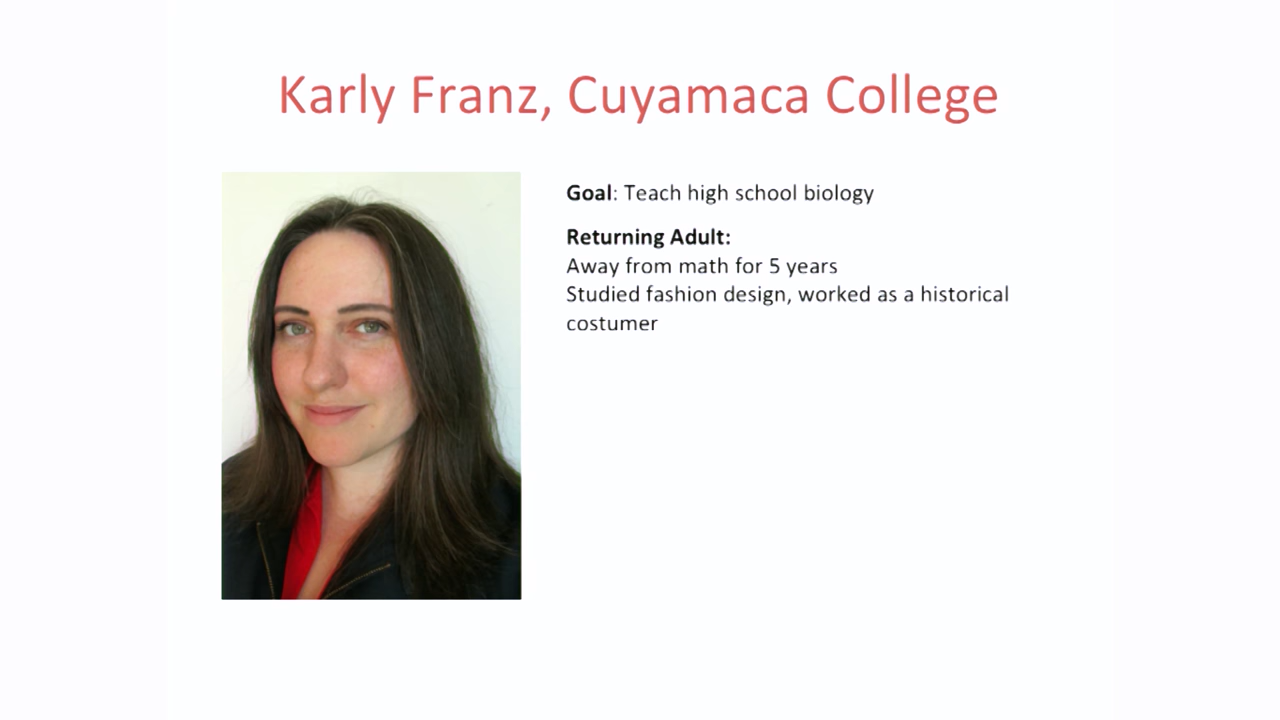 Karly Franz, Cuyamaca College
Goal: Teach high school biology
Returning Adult:
Away from math for 5 years
Studied fashion design, worked as a historical
costumer